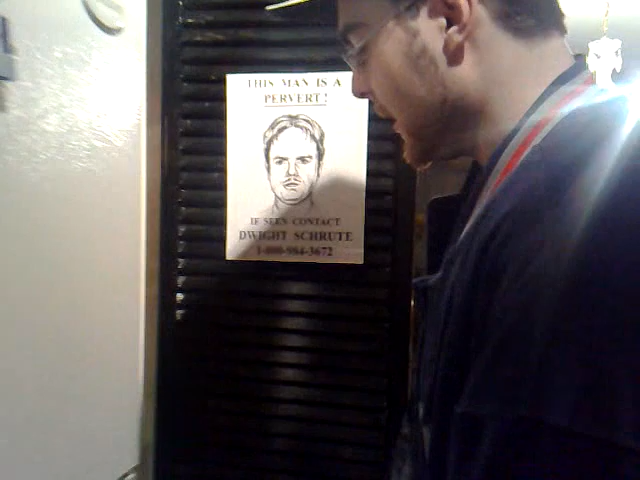 THIS MAN IS A
PERVERT!
IF SEEN CONTACT
DWIGHT SCHRUTE
1-800-984-3672